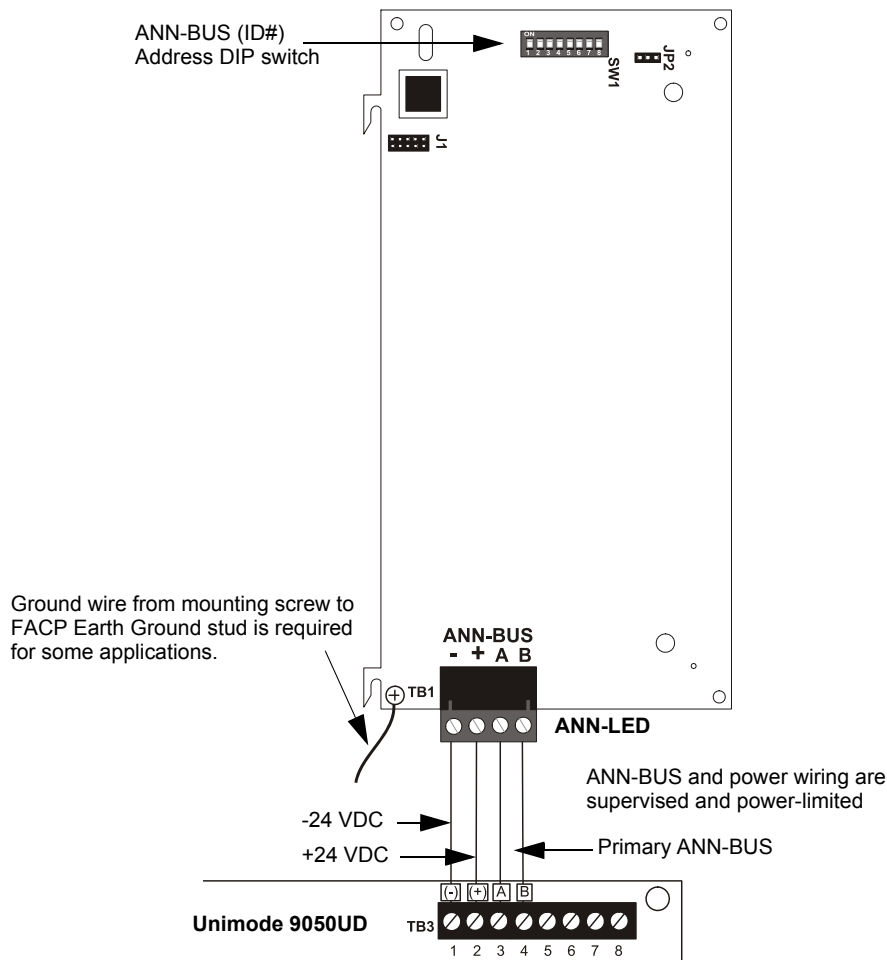 ANN-BUS (ID#)
Address DIP switch
ON
1 2 3 4 5 6 7 8
SW1
JP2
J1
Ground wire from mounting screw to
FACP Earth Ground stud is required
for some applications.
ANN-BUS
- + A B
TB1
ANN-LED
ANN-BUS and power wiring are
supervised and power-limited
-24 VDC
+24 VDC
Primary ANN-BUS
(-) (+) A B
Unimode 9050UD
TB3
1 2 3 4 5 6 7 8